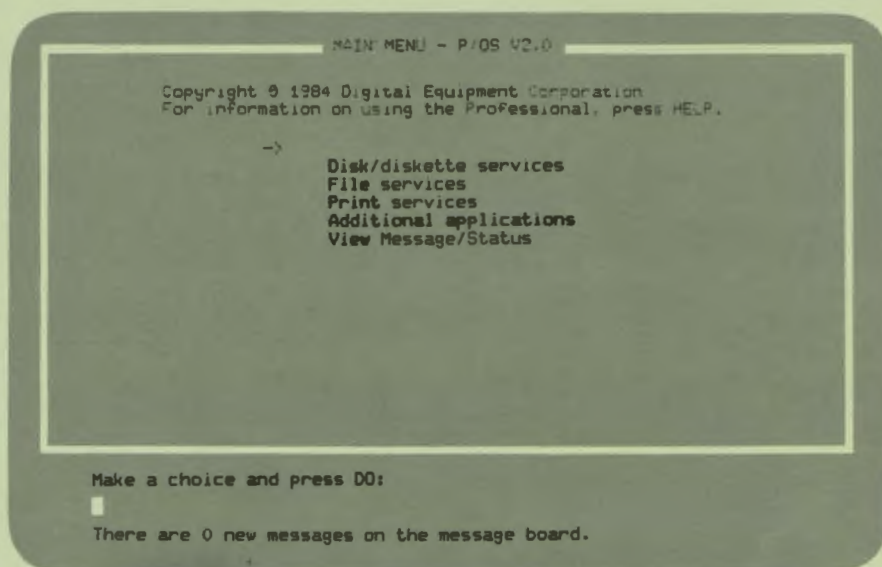 MAIN MENU - P/OS V2.0
Copyright © 1984 Digital Equipment Corporation
For information on using the Professional, press HELP.
->
Disk/diskette services
File services
Print services
Additional applications
View Message/Status
Make a choice and press DO:
There are 0 new messages on the message board.